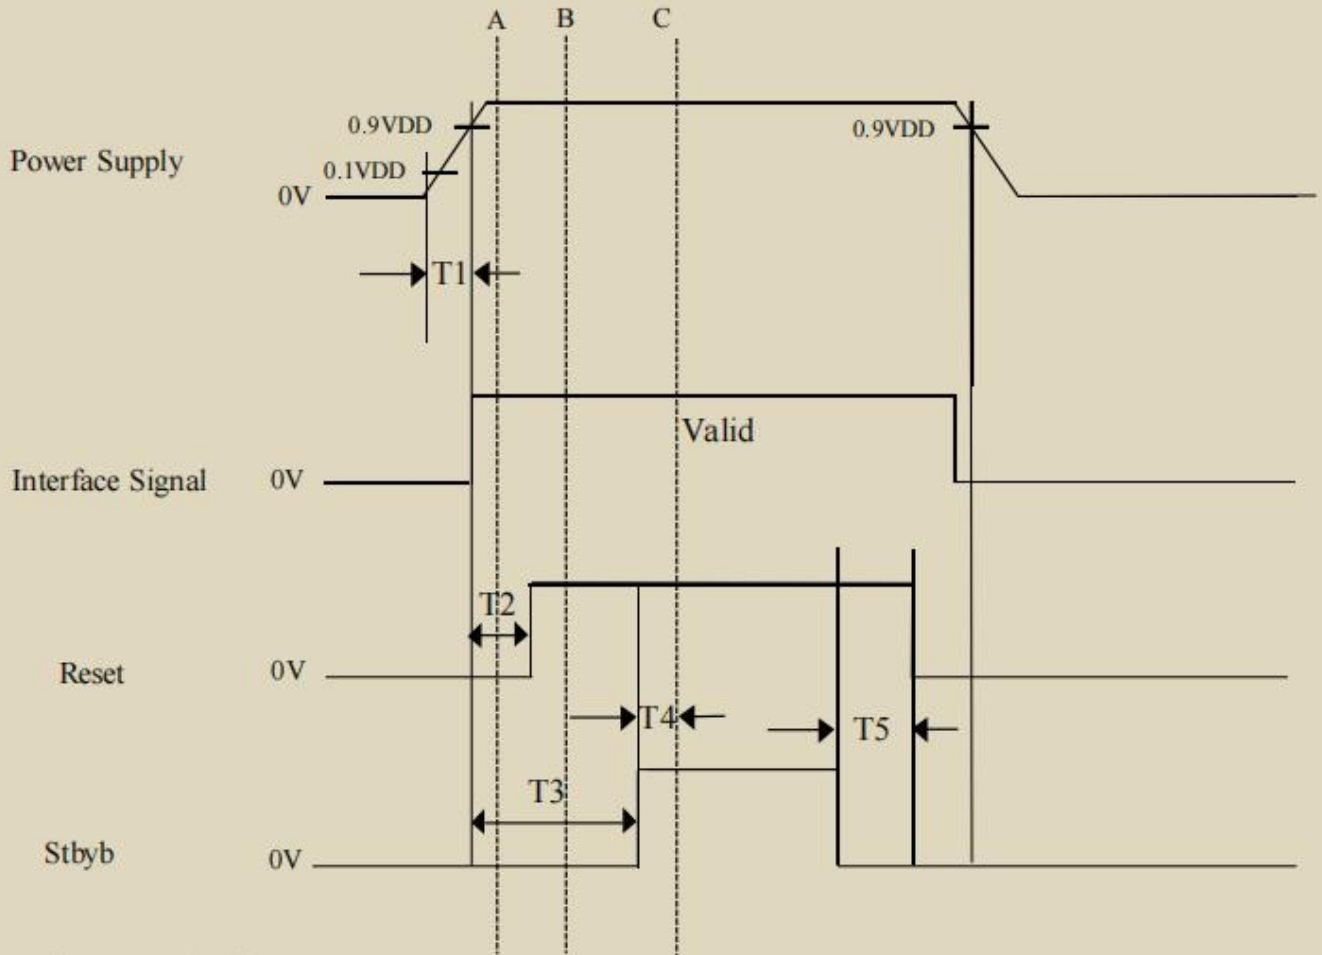 A B C
0.9VDD 0.9VDD
Power Supply
0.1VDD
0V
T1
Valid
Interface Signal 0V
T2
Reset 0V
T4 T5
T3
Stbyb 0V